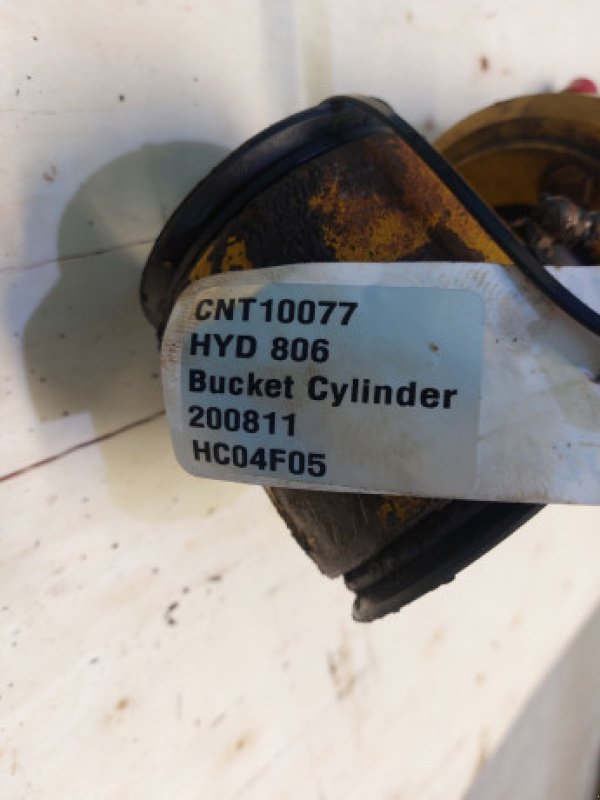 CNT10077
HYD 806
Bucket Cylinder
200811
HC04F05